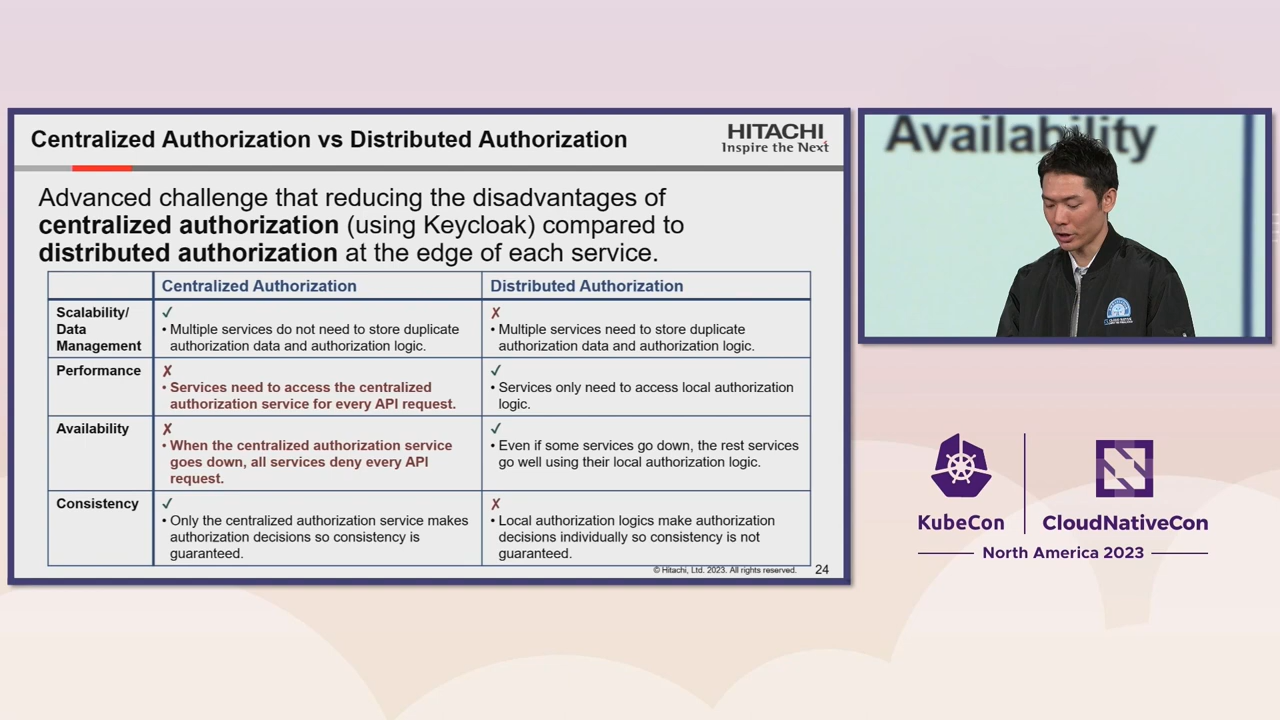 Centralized Authorization vs Distributed Authorization
HITACHI
Inspire the Next
Advanced challenge that reducing the disadvantages of
centralized authorization (using Keycloak) compared to
distributed authorization at the edge of each service.
Centralized Authorization
Distributed Authorization
Scalability/
Data
Management
✓
• Multiple services do not need to store duplicate
authorization data and authorization logic.
✗
• Multiple services need to store duplicate
authorization data and authorization logic.
Performance
✗
• Services need to access the centralized
authorization service for every API request.
✓
• Services only need to access local authorization
logic.
Availability
✗
• When the centralized authorization service
goes down, all services deny every API
request.
✓
• Even if some services go down, the rest services
go well using their local authorization logic.
Consistency
✓
• Only the centralized authorization service makes
authorization decisions so consistency is
guaranteed.
✗
• Local authorization logics make authorization
decisions individually so consistency is not
guaranteed.
© Hitachi, Ltd. 2023. All rights reserved.
24
Availability
KubeCon
CloudNativeCon
North America 2023